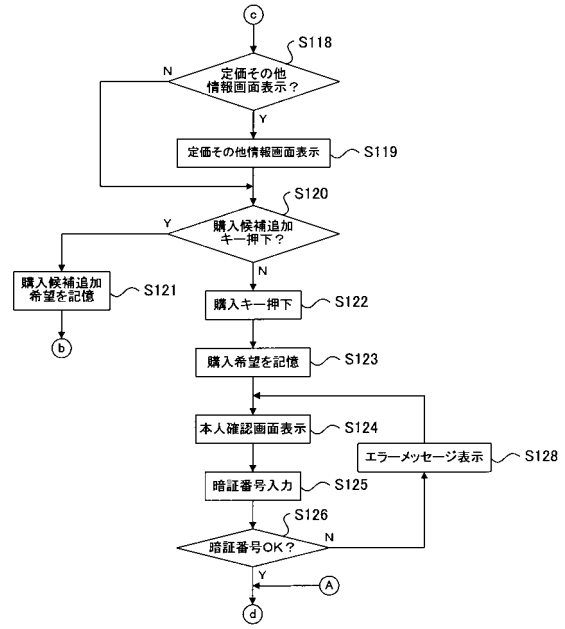 c
S118
N
定価その他
情報画面表示?
Y
定価その他情報画面表示
S119
S120
Y
購入候補追加
キー押下?
N
購入候補追加
希望を記憶
S121
b
購入キー押下
S122
購入希望を記憶
S123
本人確認画面表示
S124
エラーメッセージ表示
S128
暗証番号入力
S125
S126
暗証番号OK?
N
Y
A
d